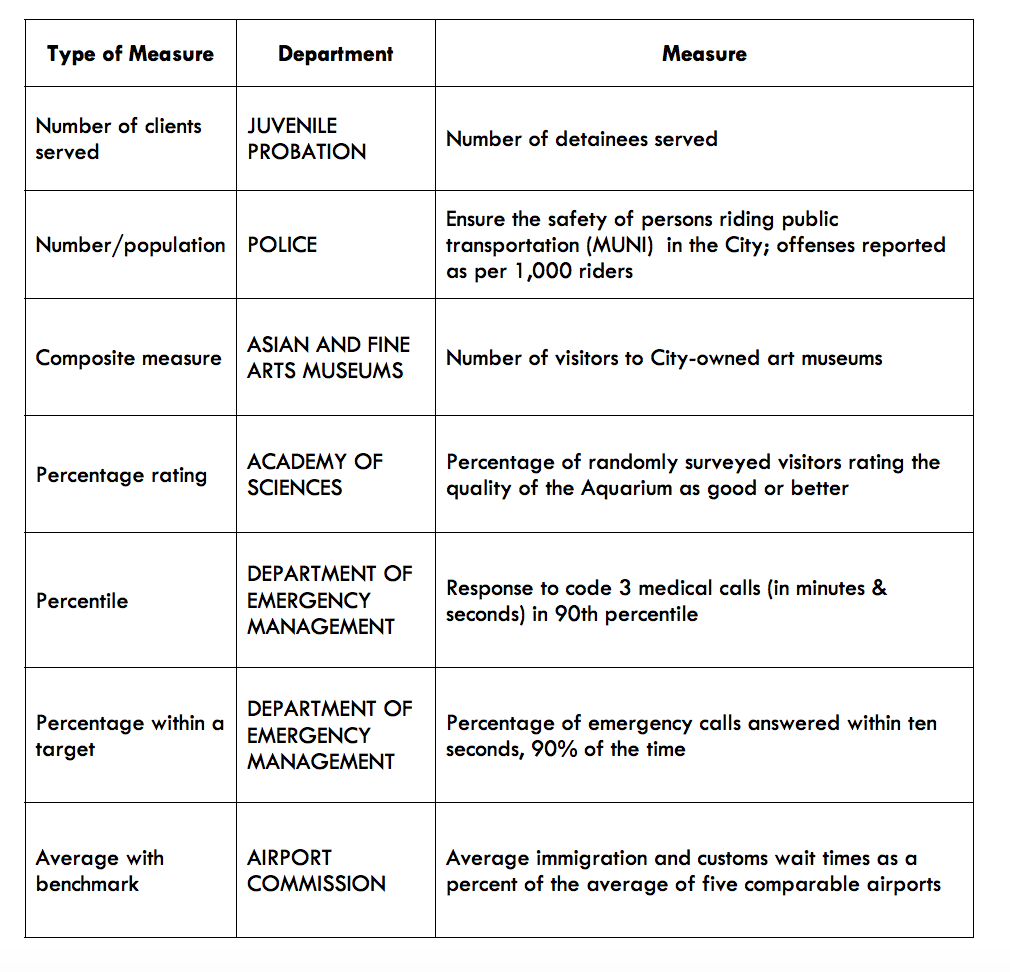 Type of Measure
Department
Measure
Number of clients
served
JUVENILE
PROBATION
Number of detainees served
Number/population
POLICE
Ensure the safety of persons riding public
transportation (MUNI)  in the City; offenses reported
as per 1,000 riders
Composite measure
ASIAN AND FINE
ARTS MUSEUMS
Number of visitors to City-owned art museums
Percentage rating
ACADEMY OF
SCIENCES
Percentage of randomly surveyed visitors rating the
quality of the Aquarium as good or better
Percentile
DEPARTMENT OF
EMERGENCY
MANAGEMENT
Response to code 3 medical calls (in minutes &
seconds) in 90th percentile
Percentage within a
target
DEPARTMENT OF
EMERGENCY
MANAGEMENT
Percentage of emergency calls answered within ten
seconds, 90% of the time
Average with
benchmark
AIRPORT
COMMISSION
Average immigration and customs wait times as a
percent of the average of five comparable airports